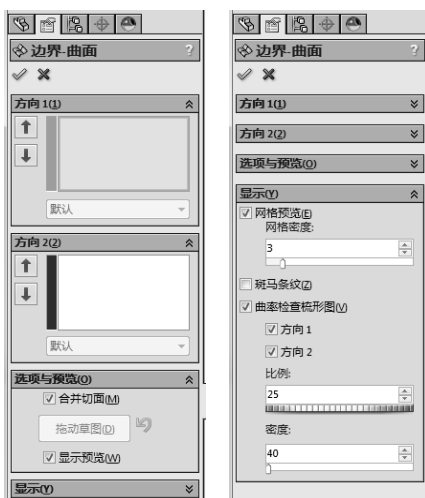 边界-曲面
?
方向 1(1)
默认
方向 2(2)
默认
选项与预览(O)
合并切面(M)
拖动草图(D)
显示预览(W)
显示(Y)
边界-曲面
?
方向 1(1)
方向 2(2)
选项与预览(O)
显示(Y)
网格预览(E)
网格密度:
3
斑马条纹(Z)
曲率检查梳形图(V)
方向 1
方向 2
比例:
25
密度:
40